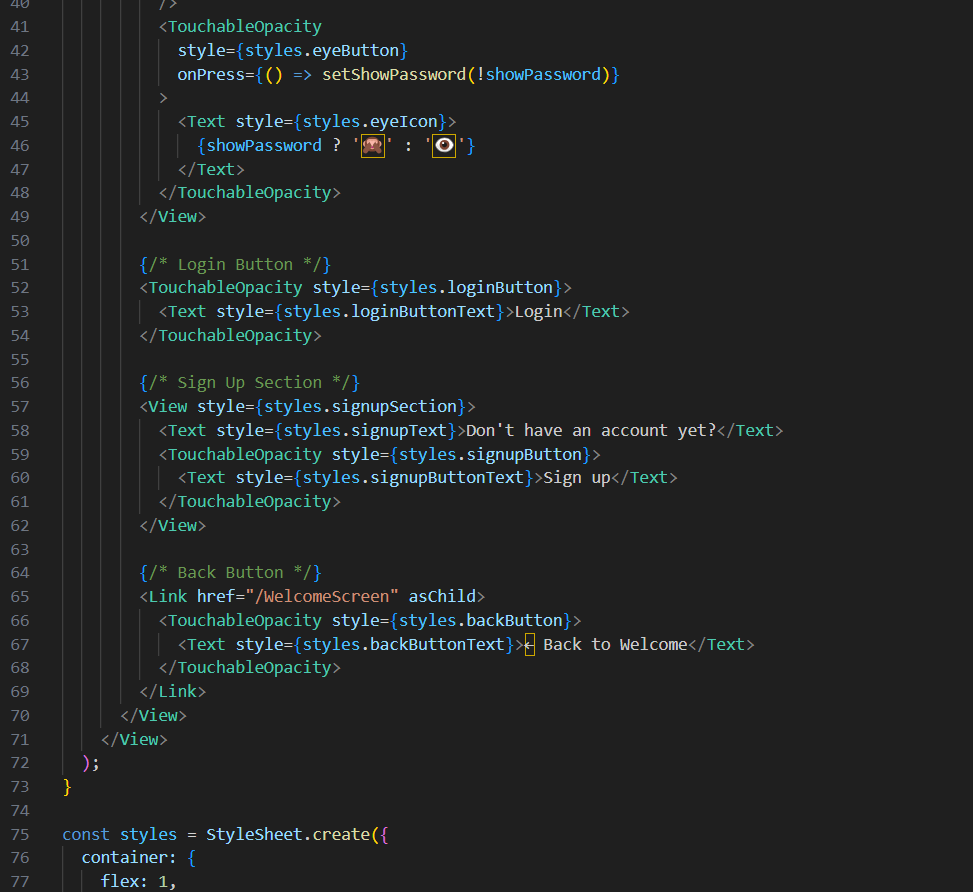 40 />
41 <TouchableOpacity
42 style={styles.eyeButton}
43 onPress={() => setShowPassword(!showPassword)}
44 >
45 <Text style={styles.eyeIcon}>
46 {showPassword ? '🙈' : '👁️'}
47 </Text>
48 </TouchableOpacity>
49 </View>
50
51 {/* Login Button */}
52 <TouchableOpacity style={styles.loginButton}>
53 <Text style={styles.loginButtonText}>Login</Text>
54 </TouchableOpacity>
55
56 {/* Sign Up Section */}
57 <View style={styles.signupSection}>
58 <Text style={styles.signupText}>Don't have an account yet?</Text>
59 <TouchableOpacity style={styles.signupButton}>
60 <Text style={styles.signupButtonText}>Sign up</Text>
61 </TouchableOpacity>
62 </View>
63
64 {/* Back Button */}
65 <Link href="/WelcomeScreen" asChild>
66 <TouchableOpacity style={styles.backButton}>
67 <Text style={styles.backButtonText}>← Back to Welcome</Text>
68 </TouchableOpacity>
69 </Link>
70 </View>
71 </View>
72 );
73 }
74
75 const styles = StyleSheet.create({
76 container: {
77 flex: 1,